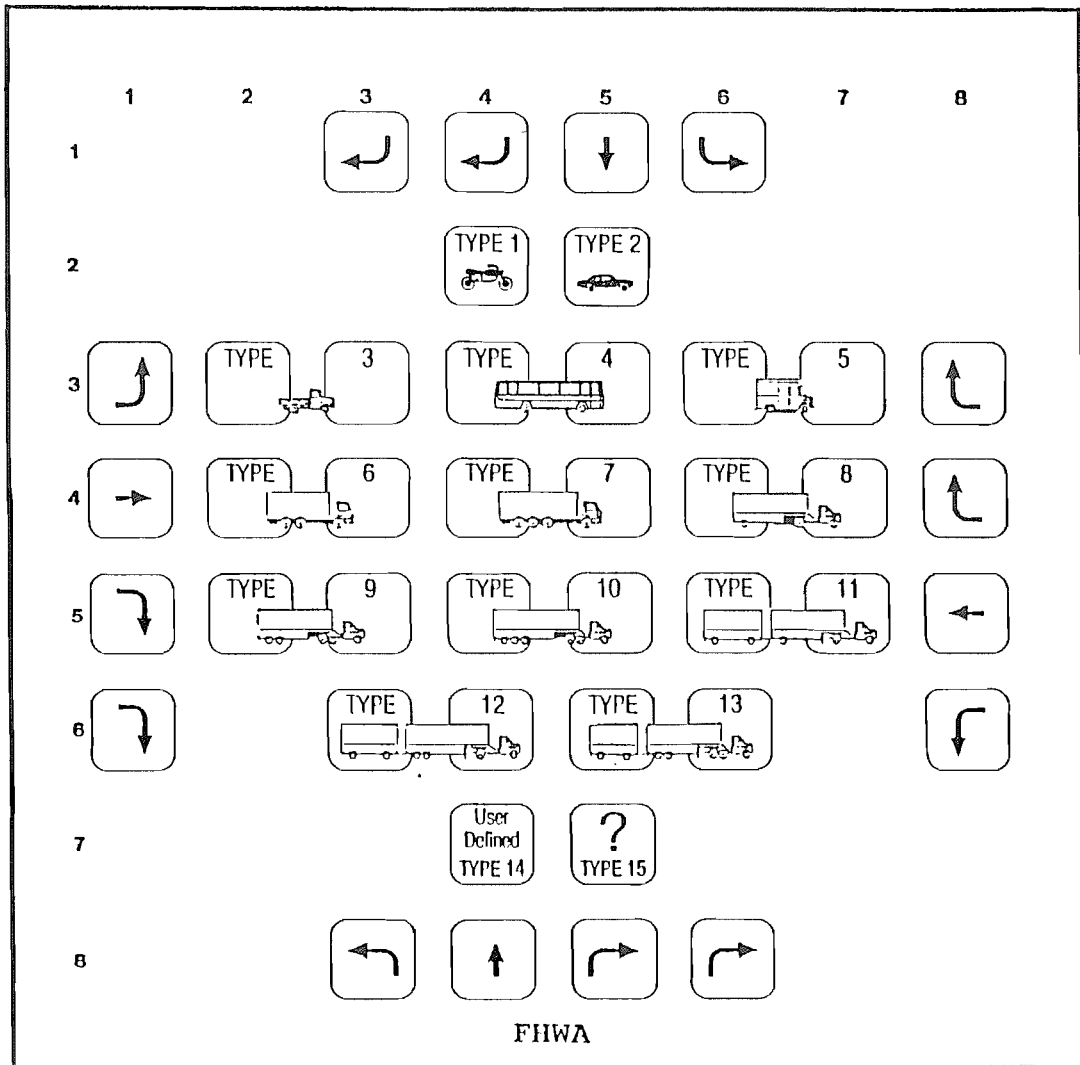 1 2 3 4 5 6 7 8
1
TYPE 1 TYPE 2
2
TYPE 3 TYPE 4 TYPE 5
3
TYPE 6 TYPE 7 TYPE 8
4
TYPE 9 TYPE 10 TYPE 11
5
TYPE 12 TYPE 13
6
User
Defined ?
7
TYPE 14 TYPE 15
8
FHWA